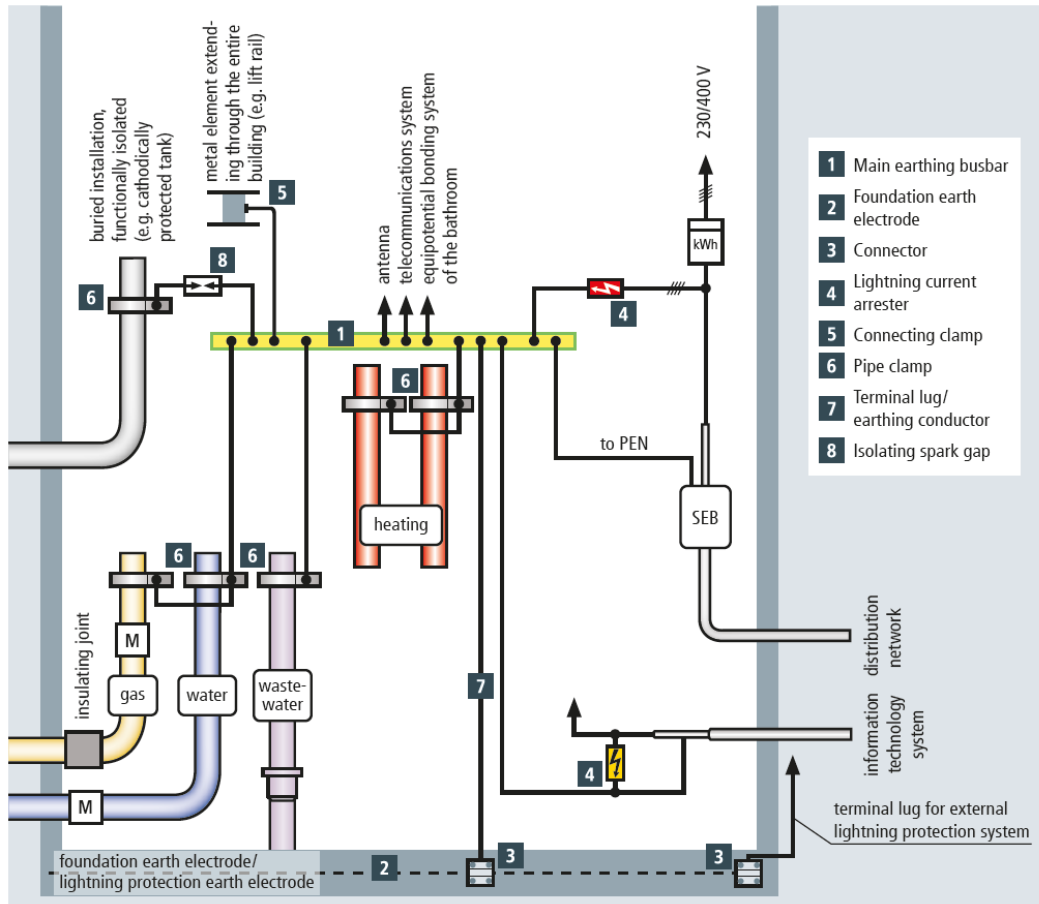 buried installation,
functionally isolated
(e.g. cathodically
protected tank)
metal element extend-
ing through the entire
building (e.g. lift rail)
5
8
6
antenna
telecommunications system
equipotential bonding system
of the bathroom
230/400 V
kWh
4
1
6
heating
to PEN
SEB
distribution
network
1 Main earthing busbar
2 Foundation earth
electrode
3 Connector
4 Lightning current
arrester
5 Connecting clamp
6 Pipe clamp
7 Terminal lug/
earthing conductor
8 Isolating spark gap
6
6
insulating joint
M
gas
water
waste-
water
M
7
4
information
technology
system
terminal lug for external
lightning protection system
foundation earth electrode/
lightning protection earth electrode
2
3
3